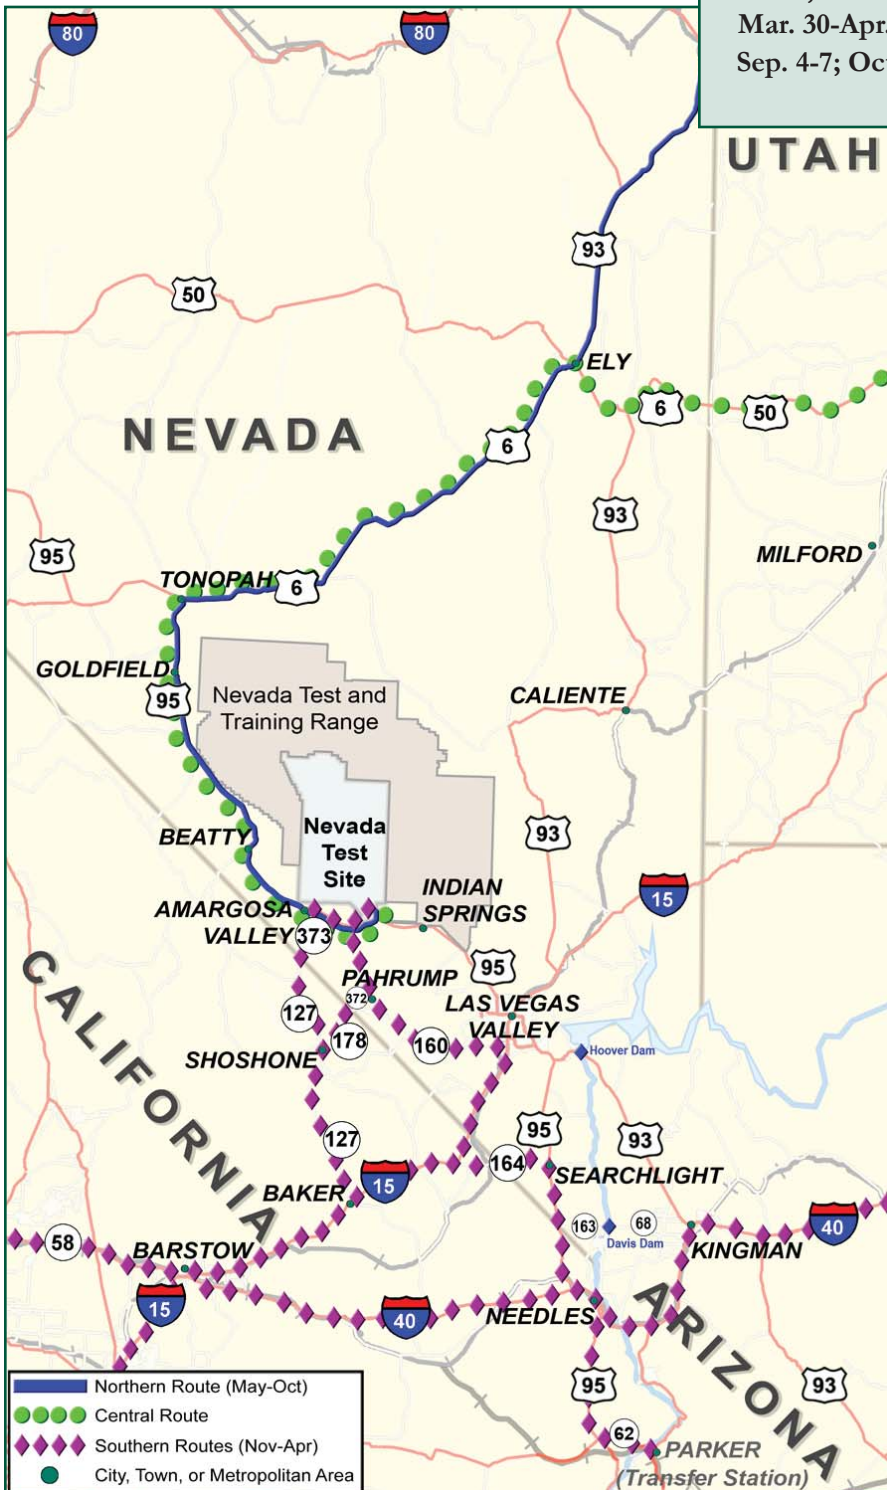 Mar. 30-Apr.
Sep. 4-7; Oct
80
80
UTAH
93
50
ELY
6
50
NEVADA
6
93
95
MILFORD
TONOPAH
6
GOLDFIELD
95
Nevada Test and
Training Range
CALIENTE
93
BEATTY
Nevada
Test
Site
15
INDIAN
SPRINGS
AMARGOSA
VALLEY
373
95
PAHRUMP
372
LAS VEGAS
VALLEY
127
178
160
Hoover Dam
SHOSHONE
CALIFORNIA
127
95
93
164
SEARCHLIGHT
15
BAKER
163
68
Davis Dam
40
KINGMAN
58
BARSTOW
15
40
NEEDLES
ARIZONA
95
93
62
PARKER
(Transfer Station)
Northern Route (May-Oct)
Central Route
Southern Routes (Nov-Apr)
City, Town, or Metropolitan Area